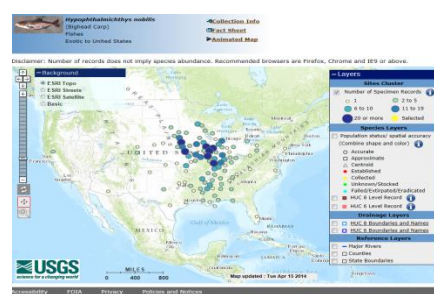 Hypophthalmichthys nobilis
(Bighead Carp)
Fishes
Exotic to United States
Collection Info
Fact Sheet
Animated Map
Disclaimer: Number of records does not imply species abundance. Recommended browsers are Firefox, Chrome and IE9 or above.
Background
ESRI Topo
ESRI Streets
ESRI Satellite
Basic
Layers
Sites Cluster
Number of Specimen Records
1
2 to 5
6 to 10
11 to 19
20 or more
Selected
Species Layers
Population status/ spatial accuracy
(Combine shape and color)
Accurate
Approximate
Centroid
Established
Collected
Unknown/Stocked
Failed/Extirpated/Eradicated
HUC 8 Level Record
HUC 6 Level Record
Drainage Layers
HUC 8 Boundaries and Names
HUC 6 Boundaries and Names
Reference Layers
Major Rivers
Counties
State Boundaries
UNITED
MEXICO
Gulf of Mexico
USGS
science for a changing world
MILES
0 400 800
Map updated : Tue Apr 15 2014
Accessibility FOIA Privacy Policies and Notices